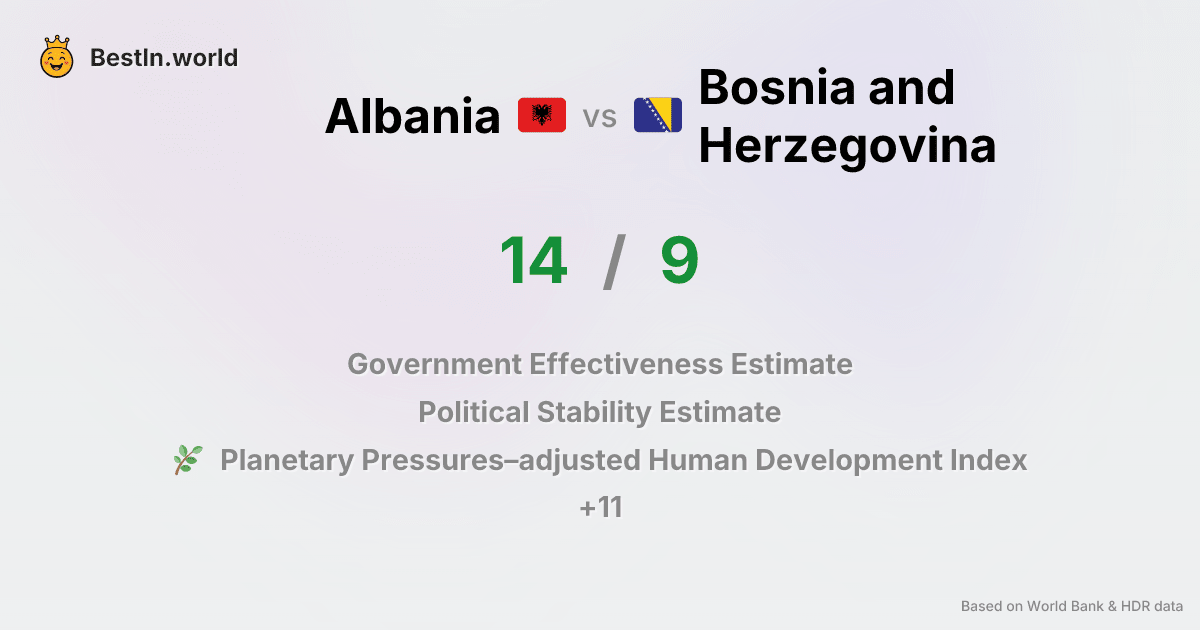 BestIn.world
Albania vs Bosnia and
Herzegovina
14 / 9
Government Effectiveness Estimate
Political Stability Estimate
Planetary Pressures–adjusted Human Development Index
+11
Based on World Bank & HDR data